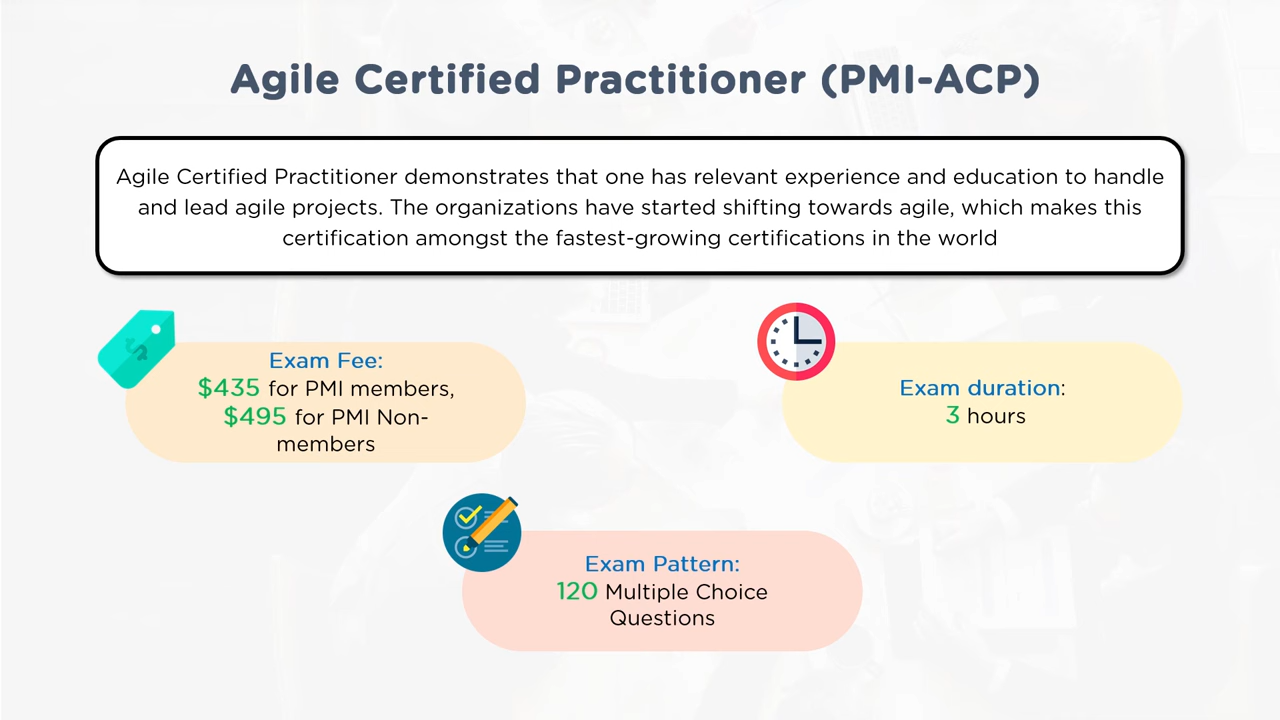 Agile Certified Practitioner (PMI-ACP)
Agile Certified Practitioner demonstrates that one has relevant experience and education to handle
and lead agile projects. The organizations have started shifting towards agile, which makes this
certification amongst the fastest-growing certifications in the world
$
Exam Fee:
$435 for PMI members,
$495 for PMI Non-
members
Exam duration:
3 hours
Exam Pattern:
120 Multiple Choice
Questions